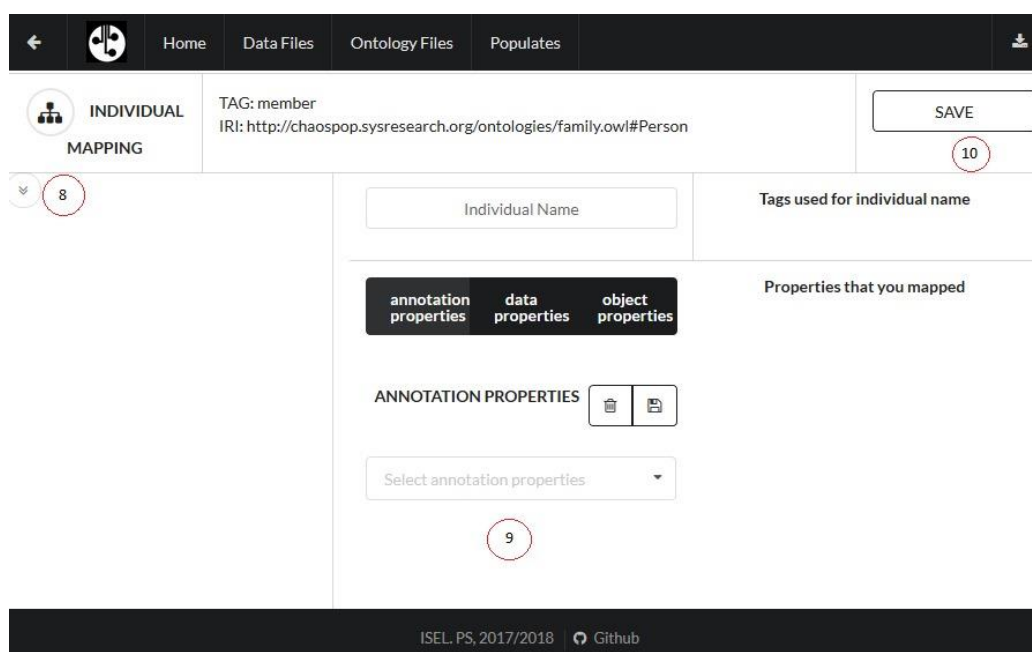 Home Data Files Ontology Files Populates
INDIVIDUAL
MAPPING
TAG: member
IRI: http://chaospop.sysresearch.org/ontologies/family.owl#Person
SAVE
10
8
Individual Name
Tags used for individual name
annotation properties data properties object properties
Properties that you mapped
ANNOTATION PROPERTIES
Select annotation properties
9
ISEL, PS, 2017/2018 Github